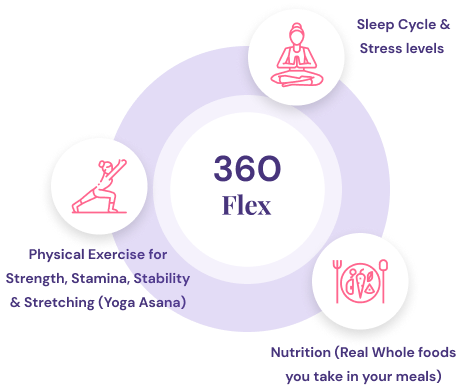 Sleep Cycle &
Stress levels
360
Flex
Physical Exercise for
Strength, Stamina, Stability
& Stretching (Yoga Asana)
Nutrition (Real Whole foods
you take in your meals)